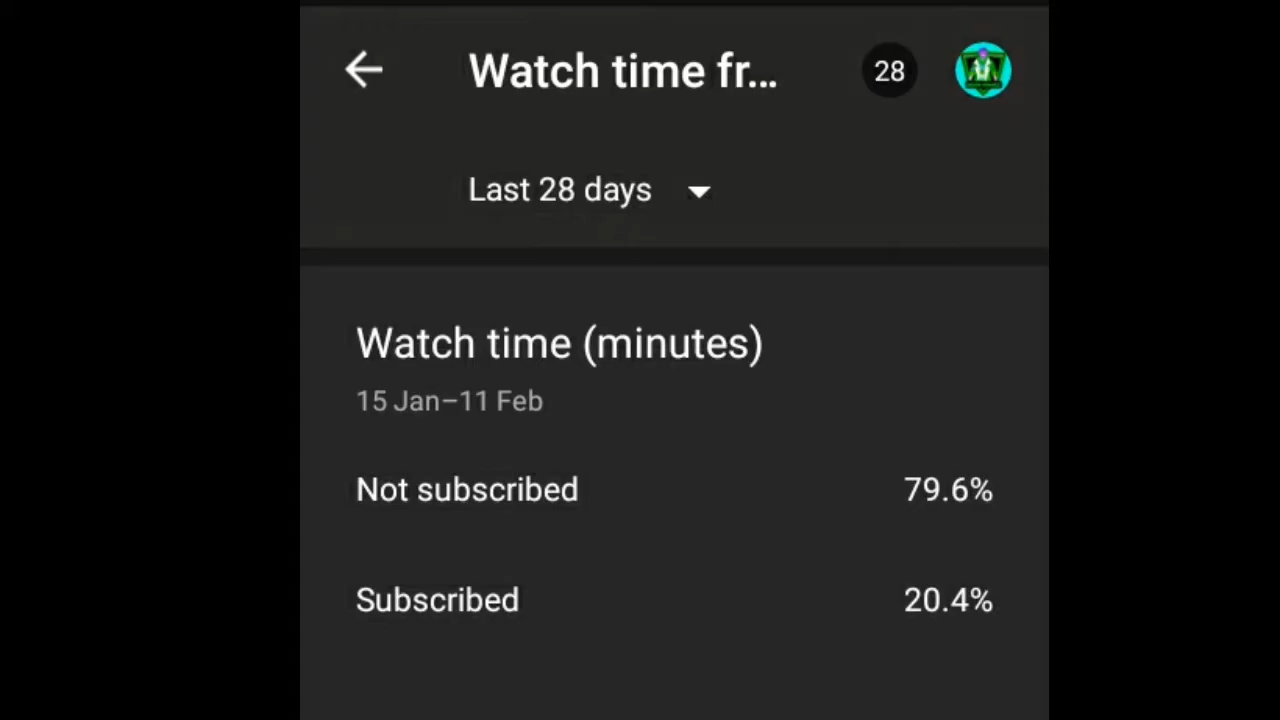 Watch time fr...
28
Last 28 days
Watch time (minutes)
15 Jan–11 Feb
Not subscribed 79.6%
Subscribed 20.4%